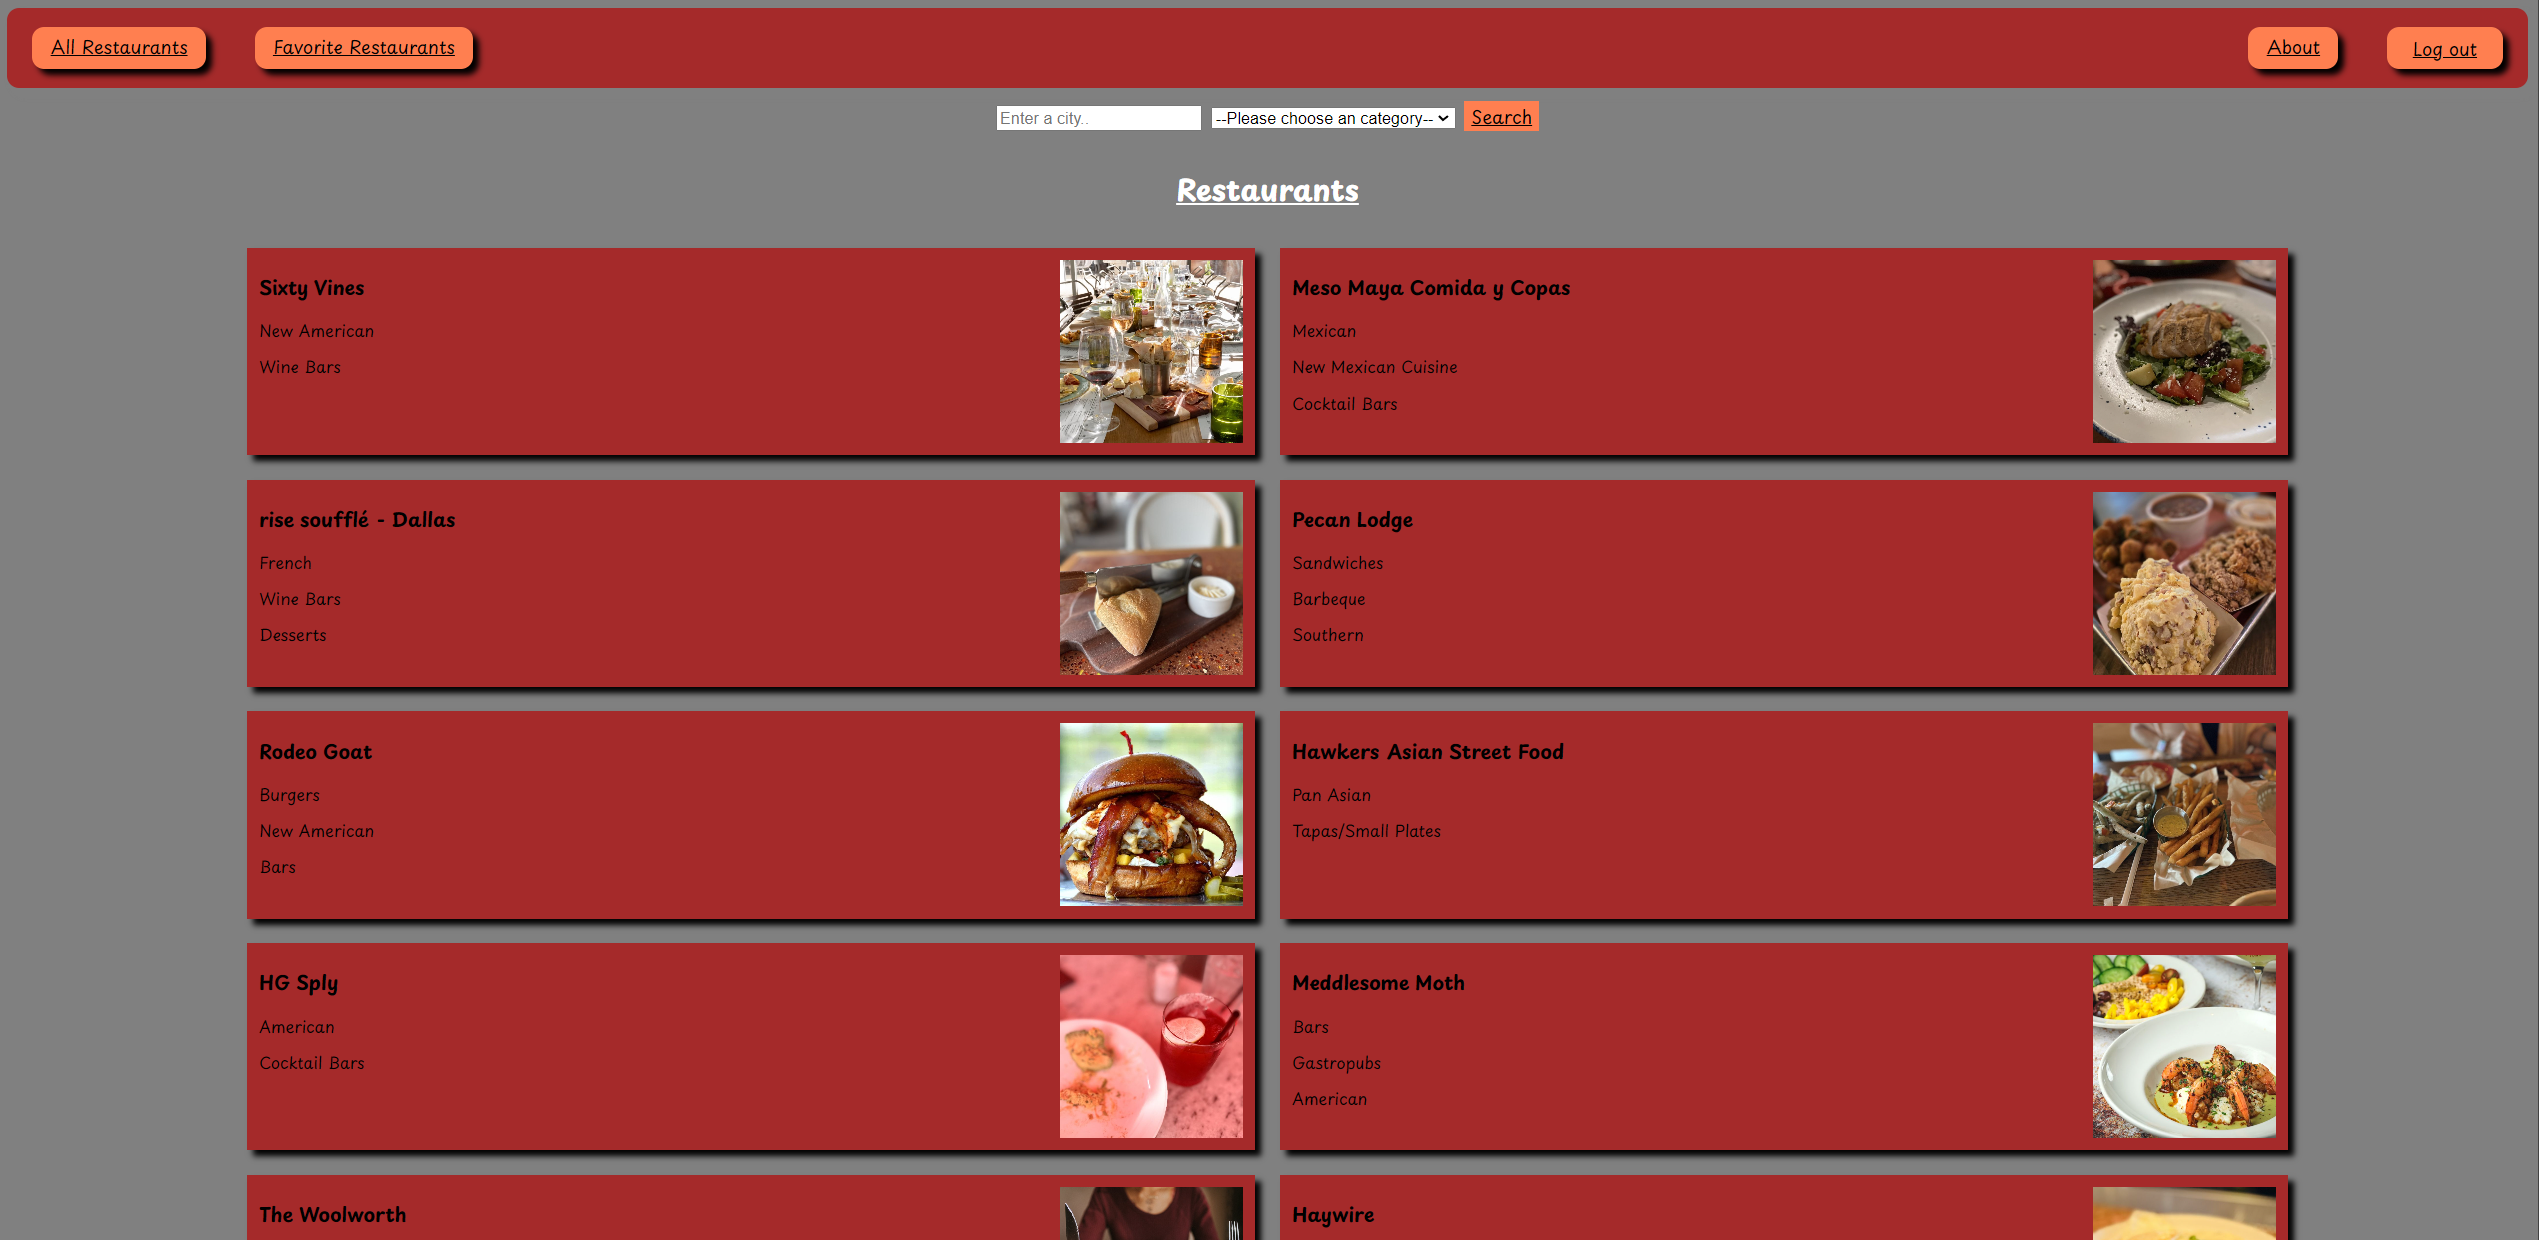 All Restaurants
Favorite Restaurants
About
Log out
Enter a city..
--Please choose an category--
Search
Restaurants
Sixty Vines
New American
Wine Bars
Meso Maya Comida y Copas
Mexican
New Mexican Cuisine
Cocktail Bars
rise soufflé - Dallas
French
Wine Bars
Desserts
Pecan Lodge
Sandwiches
Barbeque
Southern
Rodeo Goat
Burgers
New American
Bars
Hawkers Asian Street Food
Pan Asian
Tapas/Small Plates
HG Sply
American
Cocktail Bars
Meddlesome Moth
Bars
Gastropubs
American
The Woolworth
Haywire